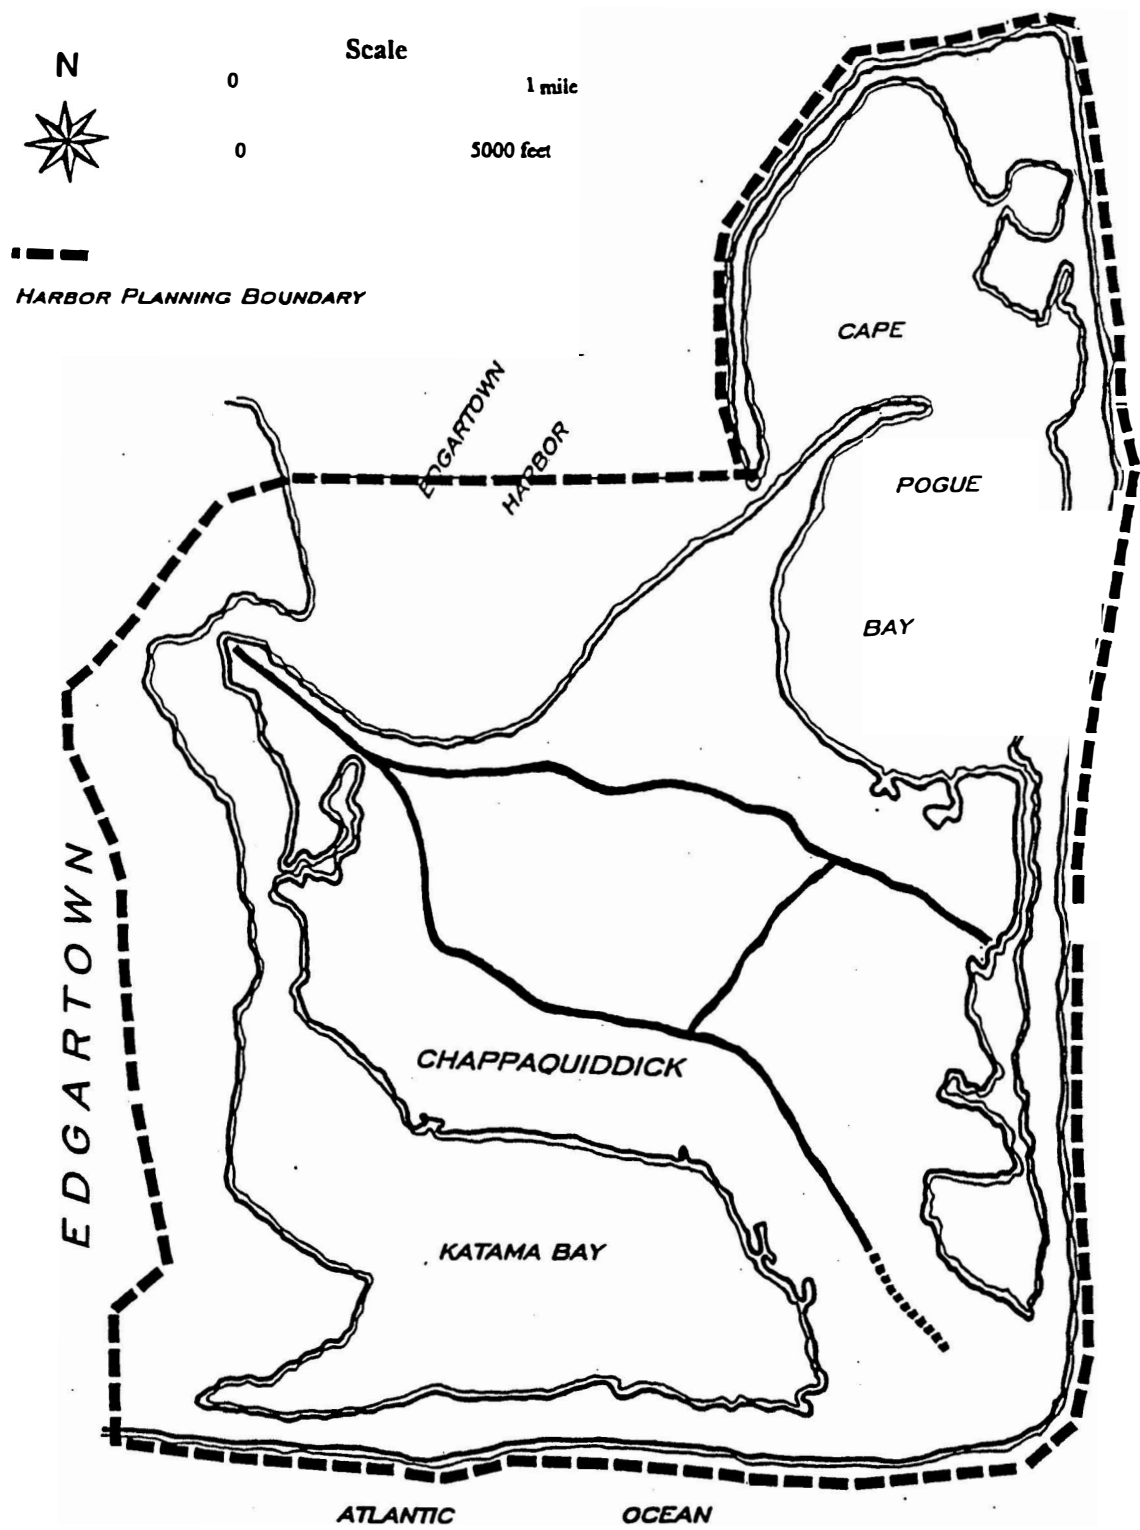 Scale
N
0
1 mile
0
5000 feet
HARBOR PLANNING BOUNDARY
CAPE
EDGARTOWN
HARBOR
POGUE
BAY
EDGARTOWN
CHAPPAQUIDDICK
KATAMA BAY
ATLANTIC OCEAN